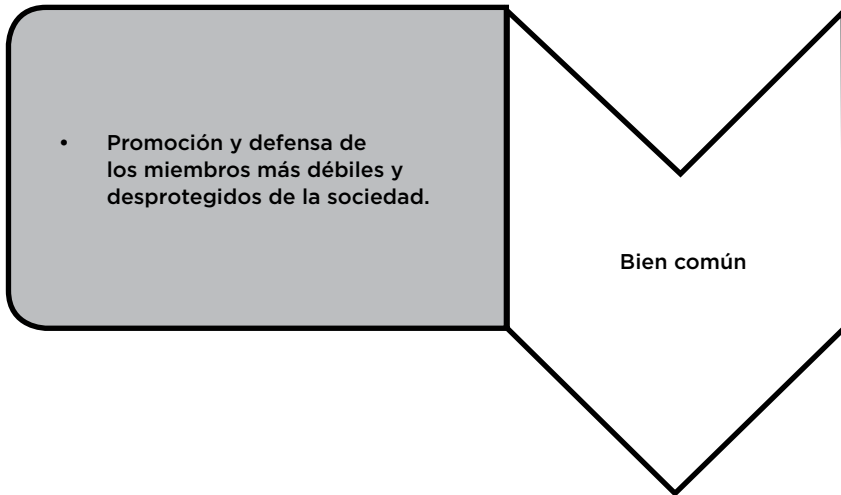 • Promoción y defensa de
los miembros más débiles y
desprotegidos de la sociedad.
Bien común